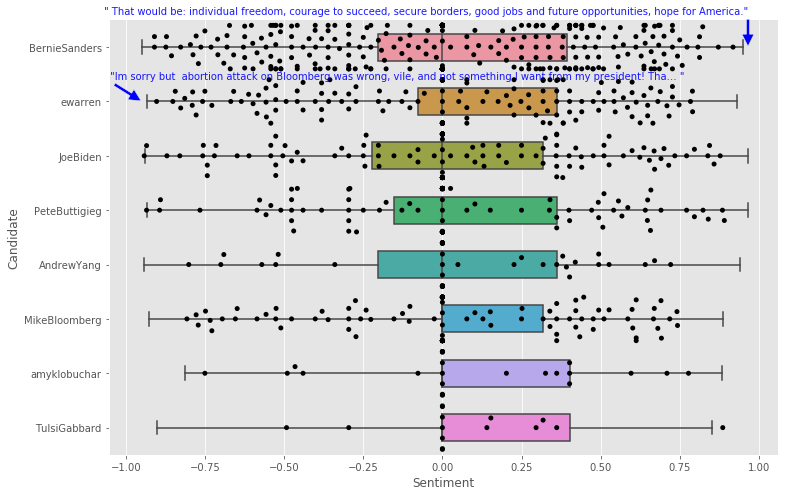 " That would be: individual freedom, courage to succeed, secure borders, good jobs and future opportunities, hope for America."
BernieSanders
"Im sorry but  abortion attack on Bloomberg was wrong, vile, and not something I want from my president! Tha... "
ewarren
JoeBiden
PeteButtigieg
AndrewYang
MikeBloomberg
amyklobuchar
TulsiGabbard
Candidate
−1.00 −0.75 −0.50 −0.25 0.00 0.25 0.50 0.75 1.00
Sentiment